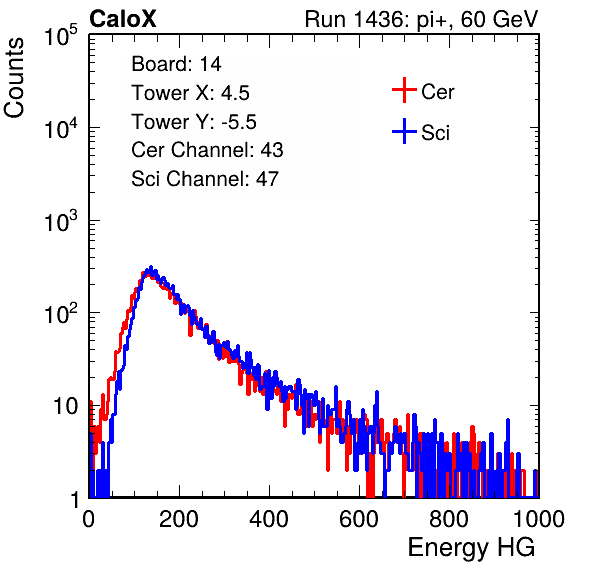 CaloX Run 1436: pi+, 60 GeV
Counts
10^5
10^4
10^3
10^2
10
1
Board: 14
Tower X: 4.5
Tower Y: -5.5
Cer Channel: 43
Sci Channel: 47
Cer
Sci
0 200 400 600 800 1000
Energy HG